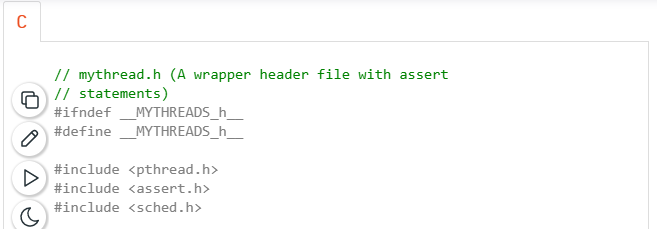 C
// mythread.h (A wrapper header file with assert
// statements)
#ifndef __MYTHREADS_h__
#define __MYTHREADS_h__
#include <pthread.h>
#include <assert.h>
#include <sched.h>